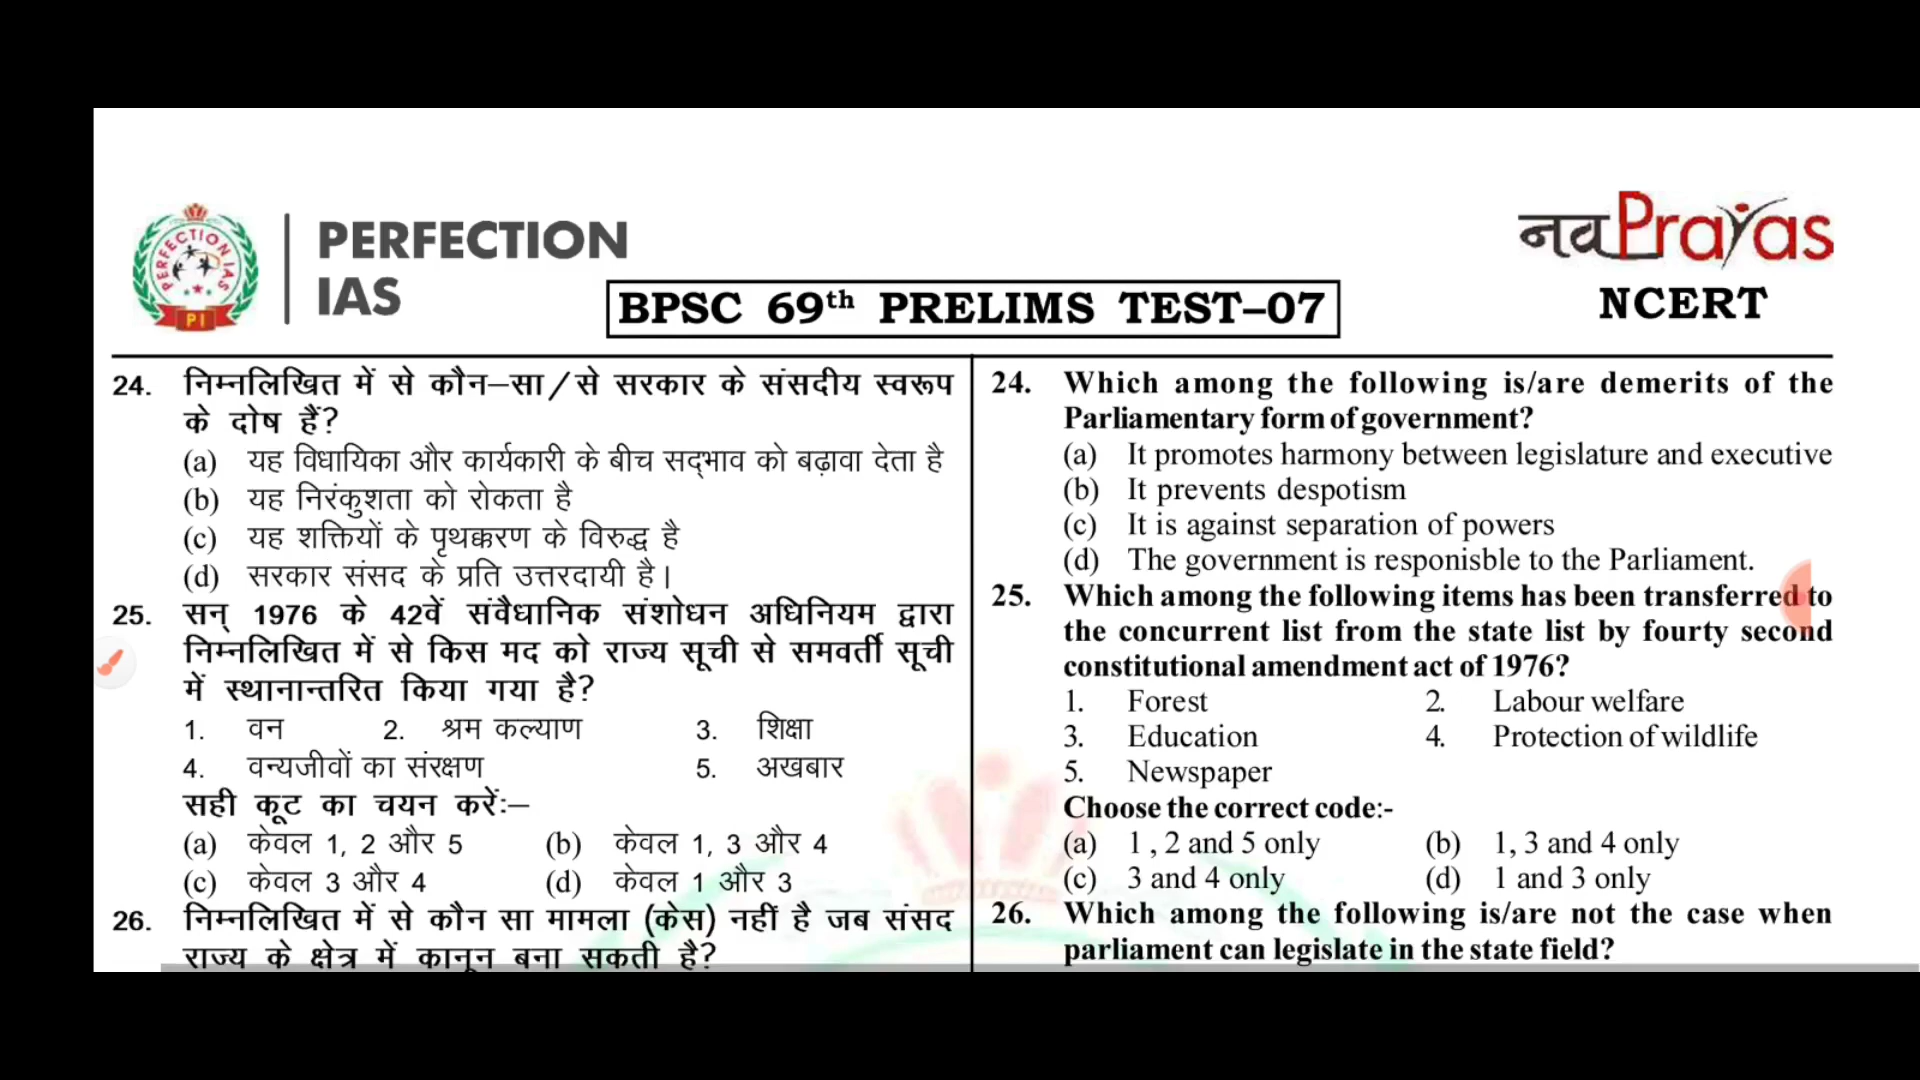 PERFECTION
IAS
PERFECTION IAS
PI
नवPrayas
NCERT
BPSC 69th PRELIMS TEST–07
24. निम्नलिखित में से कौन–सा/से सरकार के संसदीय स्वरूप
के दोष हैं?
(a) यह विधायिका और कार्यकारी के बीच सद्भाव को बढ़ावा देता है
(b) यह निरंकुशता को रोकता है
(c) यह शक्तियों के पृथक्करण के विरुद्ध है
(d) सरकार संसद के प्रति उत्तरदायी है।
25. सन् 1976 के 42वें संवैधानिक संशोधन अधिनियम द्वारा
निम्नलिखित में से किस मद को राज्य सूची से समवर्ती सूची
में स्थानान्तरित किया गया है?
1. वन 2. श्रम कल्याण 3. शिक्षा
4. वन्यजीवों का संरक्षण 5. अखबार
सही कूट का चयन करें:–
(a) केवल 1, 2 और 5 (b) केवल 1, 3 और 4
(c) केवल 3 और 4 (d) केवल 1 और 3
26. निम्नलिखित में से कौन सा मामला (केस) नहीं है जब संसद
राज्य के क्षेत्र में कानून बना सकती है?
24. Which among the following is/are demerits of the
Parliamentary form of government?
(a) It promotes harmony between legislature and executive
(b) It prevents despotism
(c) It is against separation of powers
(d) The government is responisble to the Parliament.
25. Which among the following items has been transferred to
the concurrent list from the state list by fourty second
constitutional amendment act of 1976?
1. Forest 2. Labour welfare
3. Education 4. Protection of wildlife
5. Newspaper
Choose the correct code:-
(a) 1 , 2 and 5 only (b) 1, 3 and 4 only
(c) 3 and 4 only (d) 1 and 3 only
26. Which among the following is/are not the case when
parliament can legislate in the state field?